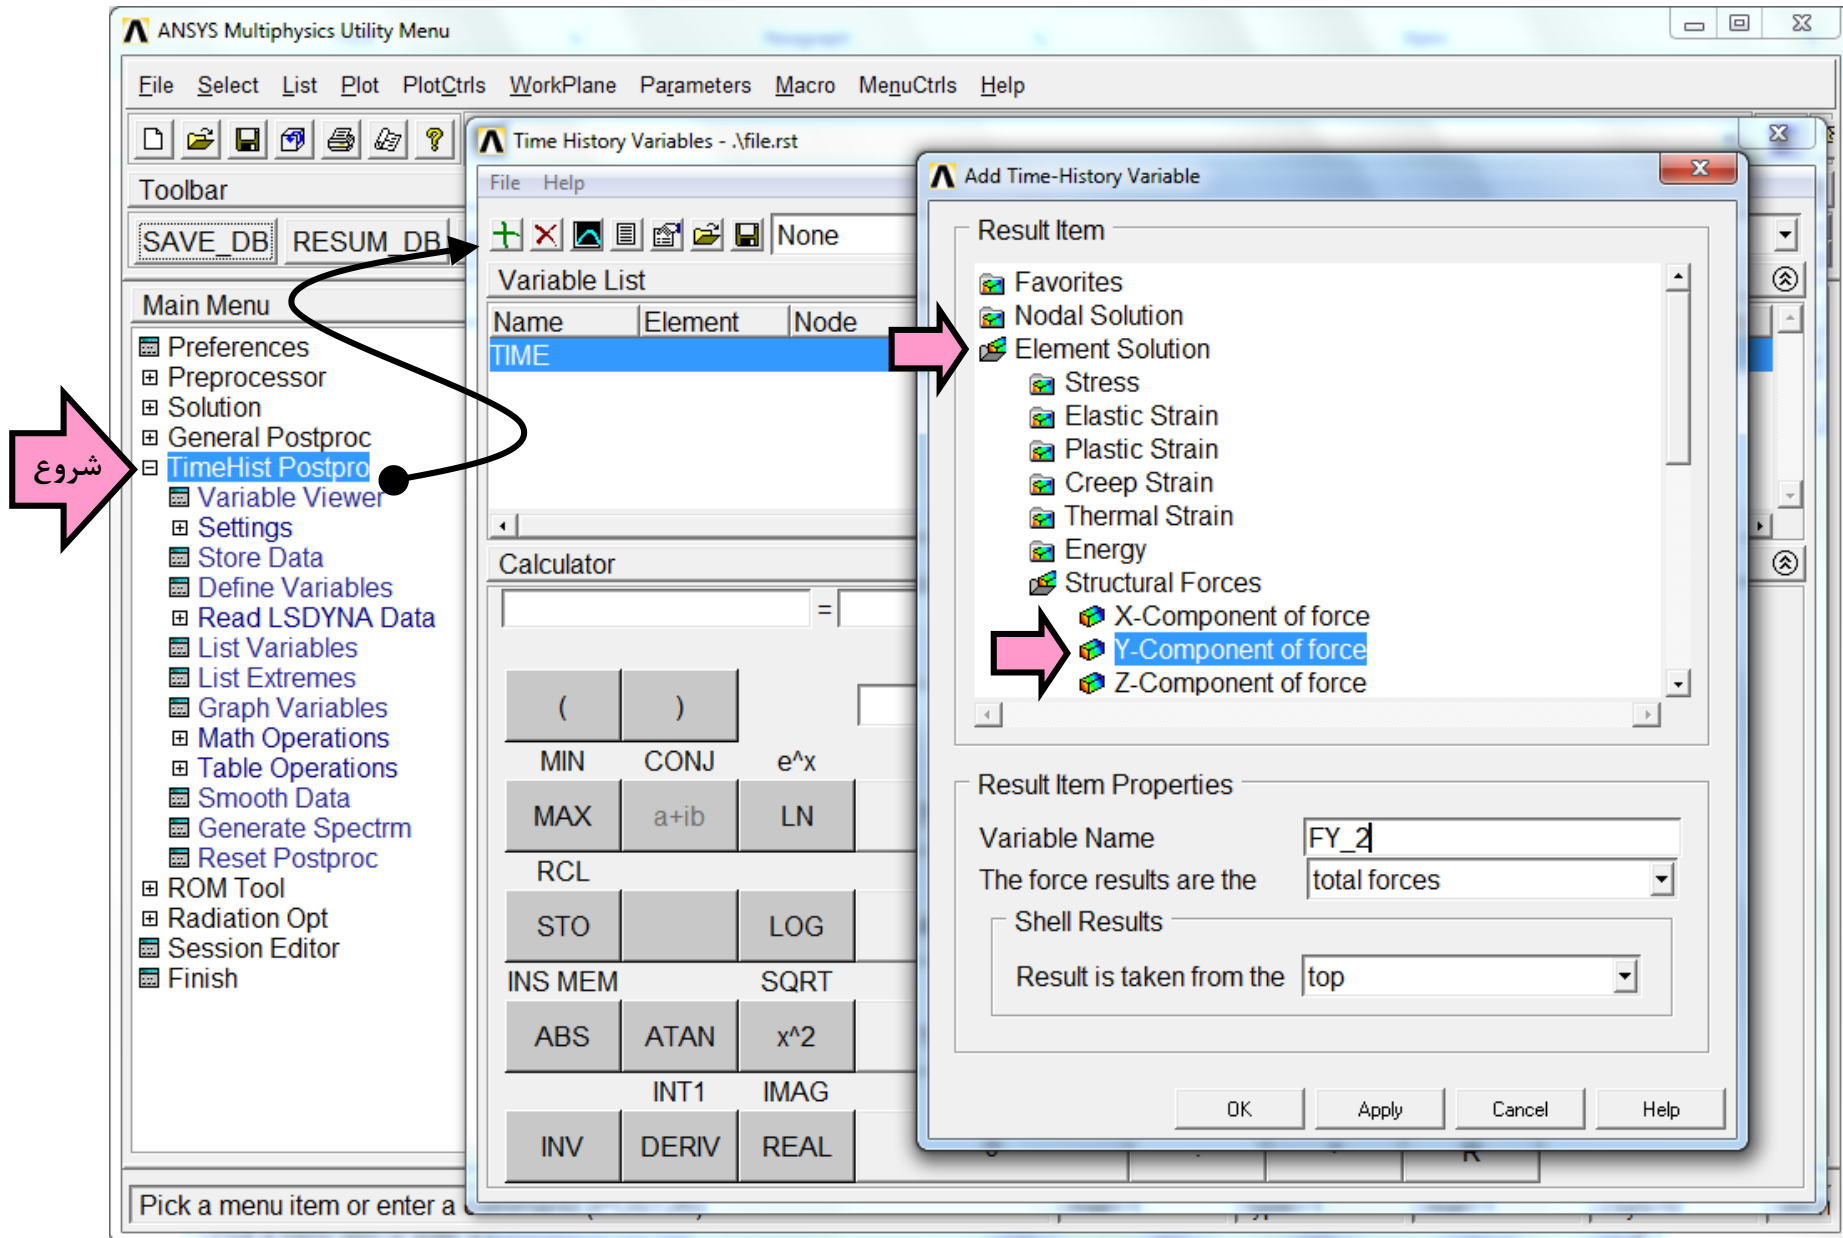 ANSYS Multiphysics Utility Menu
File Select List Plot PlotCtrls WorkPlane Parameters Macro MenuCtrls Help
Toolbar
SAVE_DB RESUM_DB
Main Menu
Preferences
Preprocessor
Solution
General Postproc
شروع
TimeHist Postpro
Variable Viewer
Settings
Store Data
Define Variables
Read LSDYNA Data
List Variables
List Extremes
Graph Variables
Math Operations
Table Operations
Smooth Data
Generate Spectrm
Reset Postproc
ROM Tool
Radiation Opt
Session Editor
Finish
Pick a menu item or enter a
Time History Variables - .\file.rst
File Help
None
Variable List
Name Element Node
TIME
Calculator
=
( )
MIN CONJ e^x
MAX a+ib LN
RCL
STO LOG
INS MEM SQRT
ABS ATAN x^2
INT1 IMAG
INV DERIV REAL
Add Time-History Variable
Result Item
Favorites
Nodal Solution
Element Solution
Stress
Elastic Strain
Plastic Strain
Creep Strain
Thermal Strain
Energy
Structural Forces
X-Component of force
Y-Component of force
Z-Component of force
Result Item Properties
Variable Name FY_2
The force results are the total forces
Shell Results
Result is taken from the top
OK Apply Cancel Help